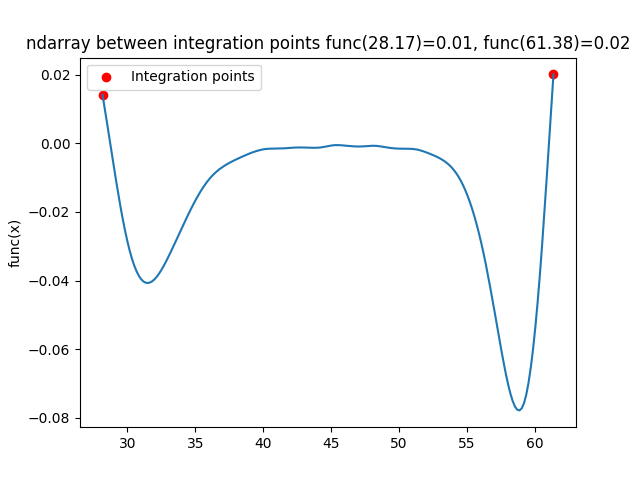 ndarray between integration points func(28.17)=0.01, func(61.38)=0.02
Integration points
func(x)
0.02
0.00
−0.02
−0.04
−0.06
−0.08
30 35 40 45 50 55 60